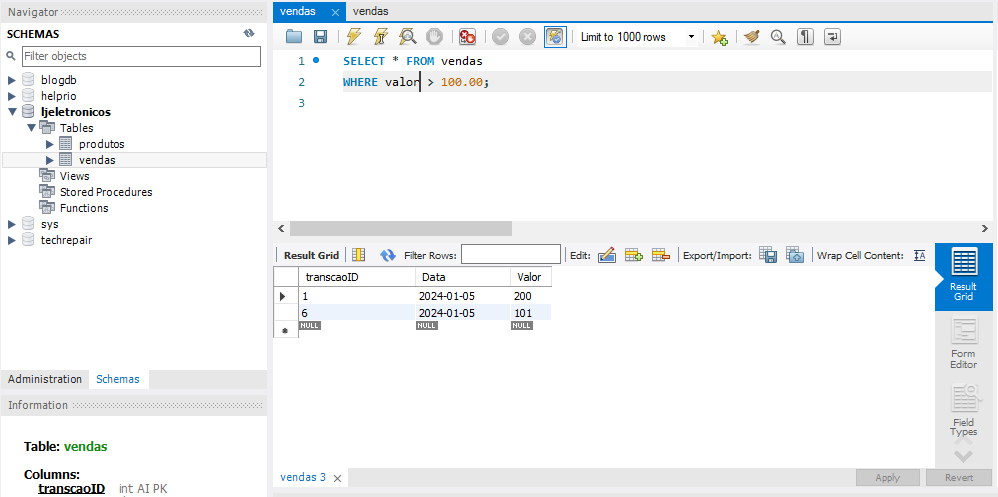 Navigator
SCHEMAS
Filter objects
blogdb
helprio
ljeletronicos
Tables
produtos
vendas
Views
Stored Procedures
Functions
sys
techrepair
Administration Schemas
Information
Table: vendas
Columns:
transcaoID int AI PK
vendas vendas
Limit to 1000 rows
1 SELECT * FROM vendas
2 WHERE valor > 100.00;
3
Result Grid Filter Rows: Edit: Export/Import: Wrap Cell Content:
transcaoID Data Valor
1 2024-01-05 200
6 2024-01-05 101
NULL NULL NULL
Result
Grid
Form
Editor
Field
Types
vendas 3 Apply Revert